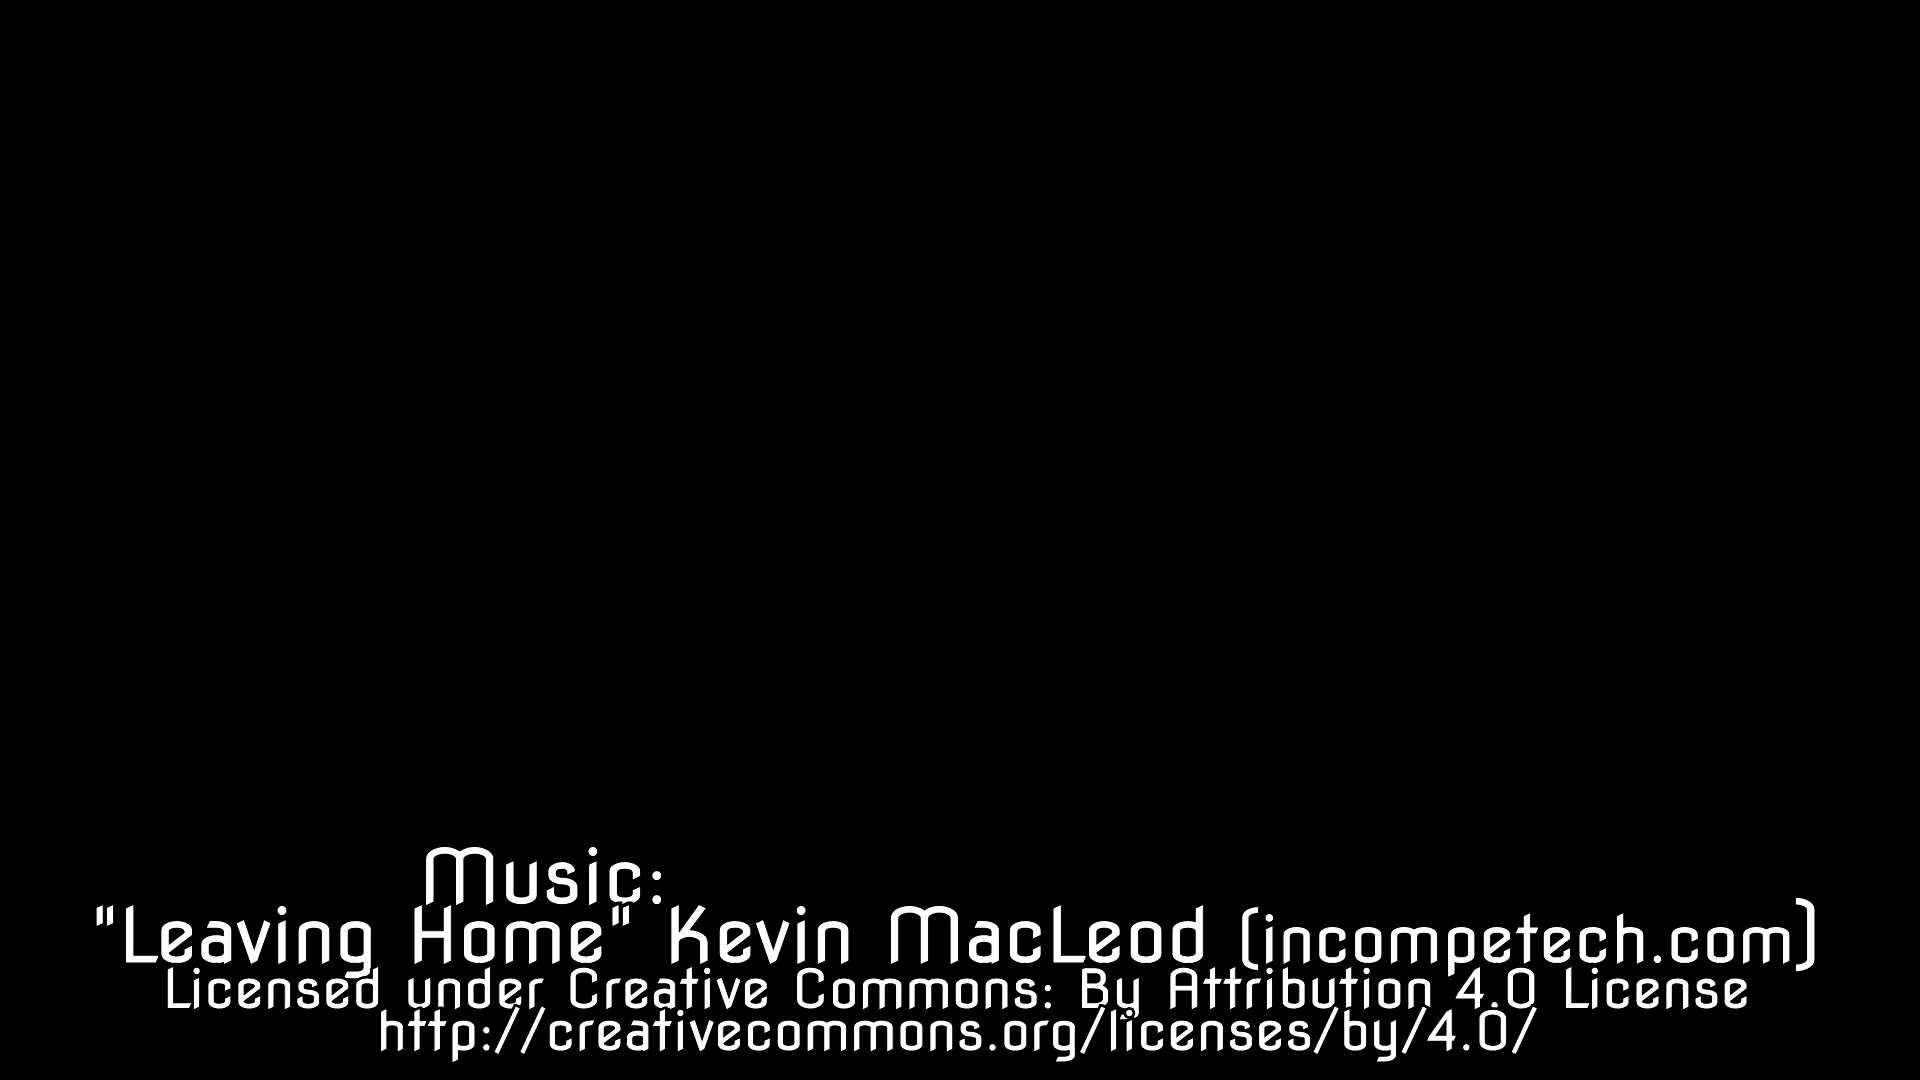 Music:
"Leaving Home" Kevin MacLeod (incompetech.com)
Licensed under Creative Commons: By Attribution 4.0 License
http://creativecommons.org/licenses/by/4.0/